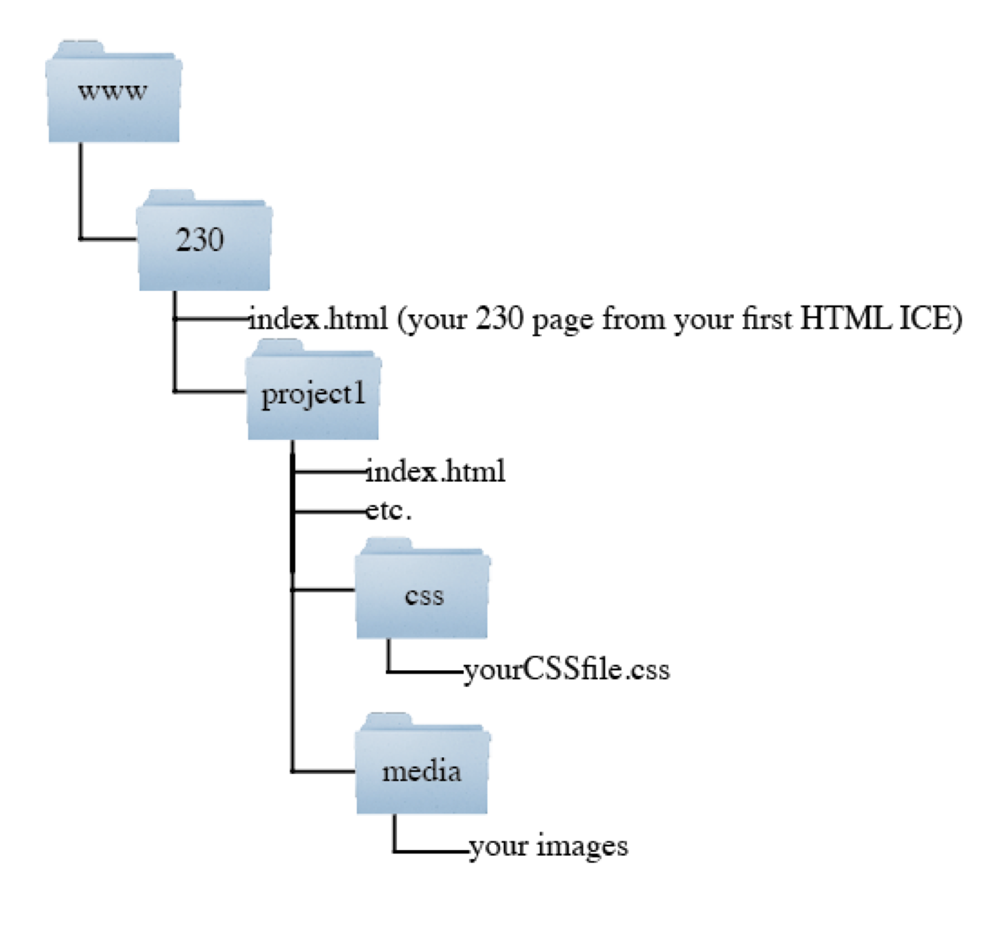 www
230
index.html (your 230 page from your first HTML ICE)
project1
index.html
etc.
css
yourCSSfile.css
media
your images